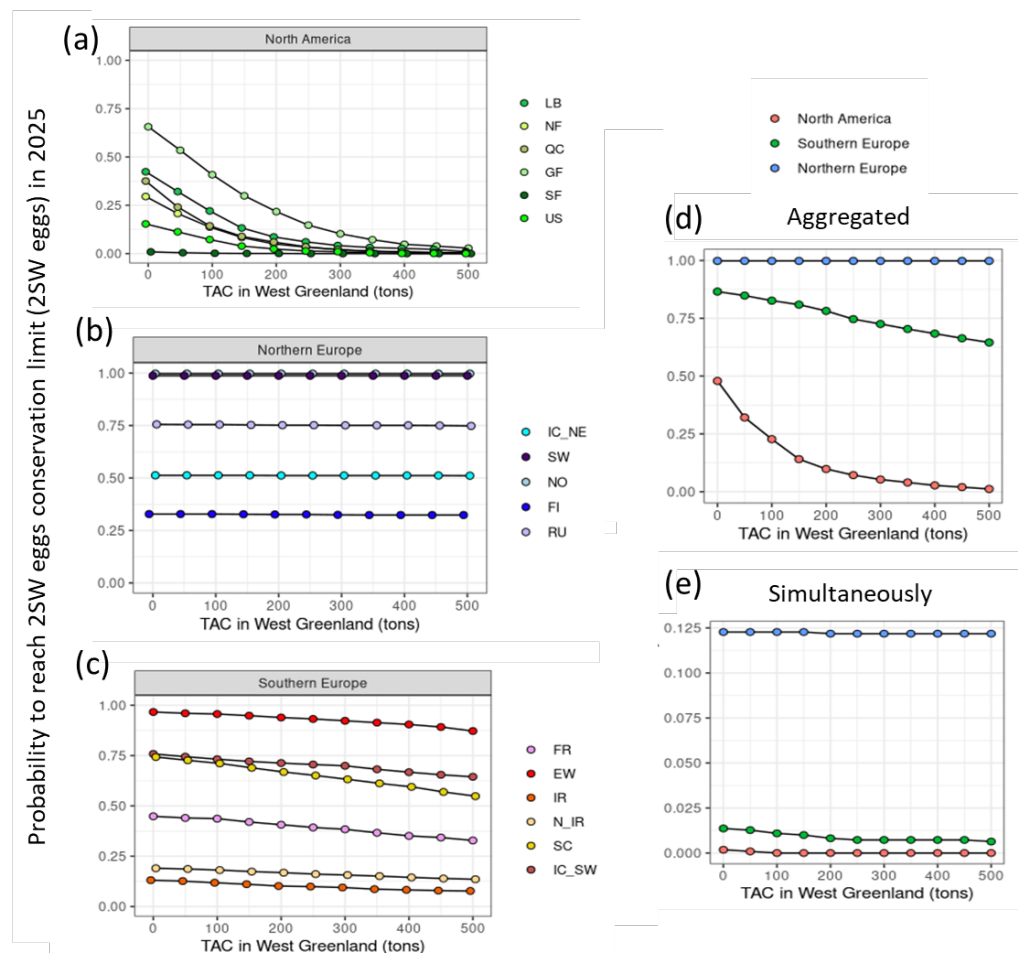 Probability to reach 2SW eggs conservation limit (2SW eggs) in 2025
(a)
North America
1.00
0.75
0.50
0.25
0.00
0 100 200 300 400 500
TAC in West Greenland (tons)
LB
NF
QC
GF
SF
US
(b)
Northern Europe
1.00
0.75
0.50
0.25
0.00
0 100 200 300 400 500
TAC in West Greenland (tons)
IC_NE
SW
NO
FI
RU
(c)
Southern Europe
1.00
0.75
0.50
0.25
0.00
0 100 200 300 400 500
TAC in West Greenland (tons)
FR
EW
IR
N_IR
SC
IC_SW
North America
Southern Europe
Northern Europe
(d)
Aggregated
1.00
0.75
0.50
0.25
0.00
0 100 200 300 400 500
TAC in West Greenland (tons)
(e)
Simultaneously
0.125
0.100
0.075
0.050
0.025
0.000
0 100 200 300 400 500
TAC in West Greenland (tons)